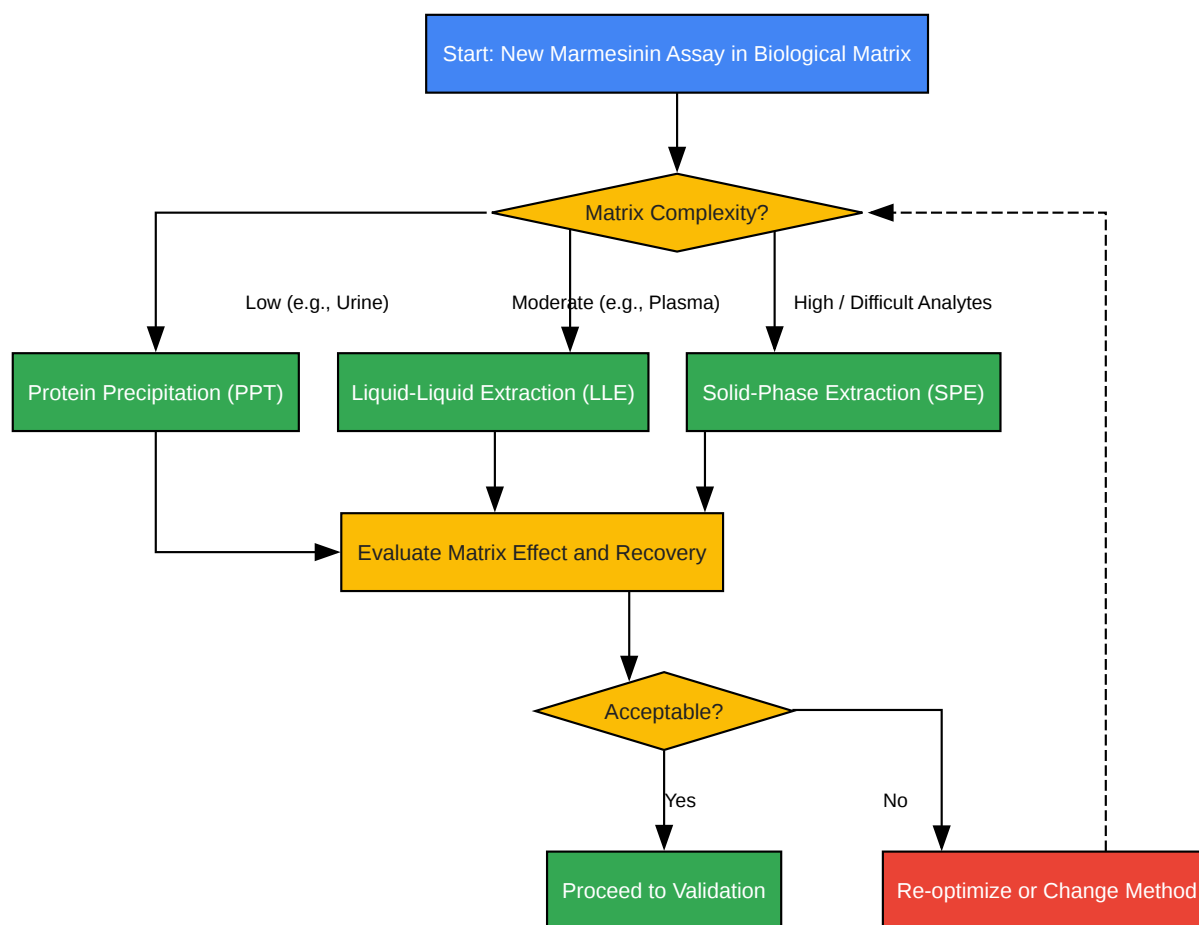 Start: New Marmesinin Assay in Biological Matrix
Matrix Complexity?
Low (e.g., Urine)
Moderate (e.g., Plasma)
High / Difficult Analytes
Protein Precipitation (PPT)
Liquid-Liquid Extraction (LLE)
Solid-Phase Extraction (SPE)
Evaluate Matrix Effect and Recovery
Acceptable?
Yes
No
Proceed to Validation
Re-optimize or Change Method